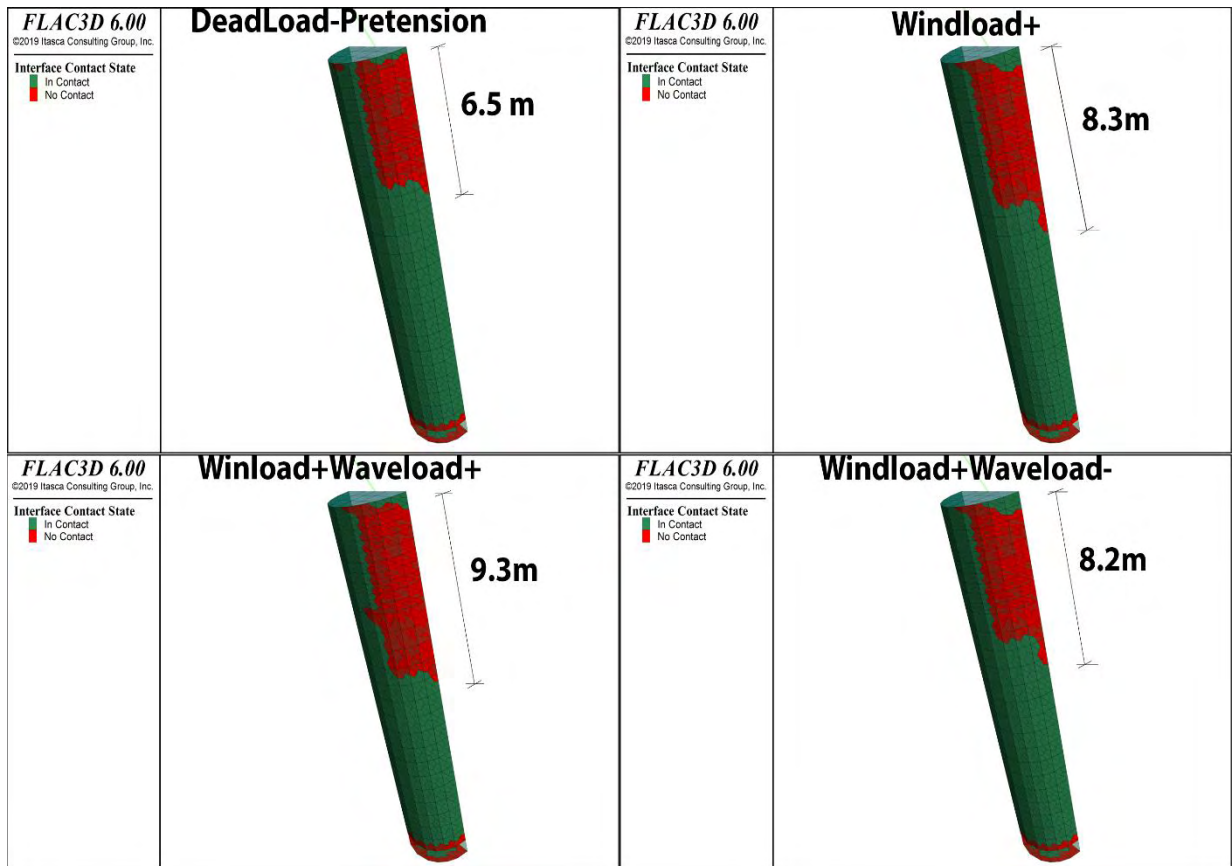 FLAC3D 6.00
©2019 Itasca Consulting Group, Inc.
Interface Contact State
In Contact
No Contact
DeadLoad-Pretension
6.5 m
FLAC3D 6.00
©2019 Itasca Consulting Group, Inc.
Interface Contact State
In Contact
No Contact
Windload+
8.3m
FLAC3D 6.00
©2019 Itasca Consulting Group, Inc.
Interface Contact State
In Contact
No Contact
Winload+Waveload+
9.3m
FLAC3D 6.00
©2019 Itasca Consulting Group, Inc.
Interface Contact State
In Contact
No Contact
Windload+Waveload-
8.2m